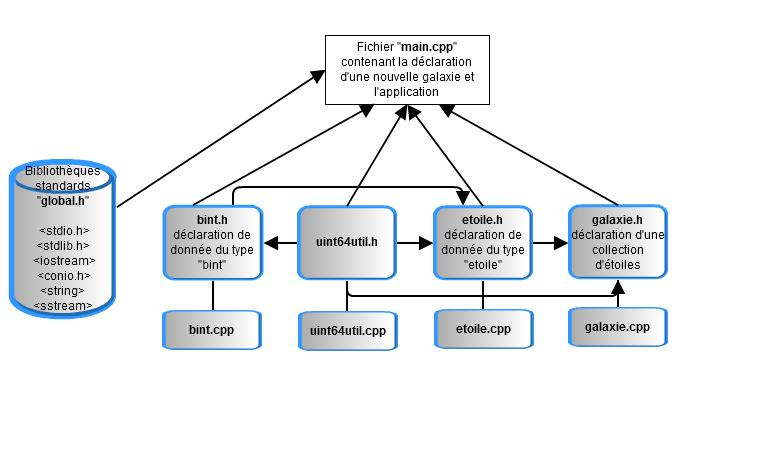 Fichier "main.cpp"
contenant la déclaration
d'une nouvelle galaxie et
l'application
Bibliothèques
standards
"global.h"
<stdio.h>
<stdlib.h>
<iostream>
<conio.h>
<string>
<sstream>
bint.h
déclaration de
donnée du type
"bint"
uint64util.h
etoile.h
déclaration de
donnée du type
"etoile"
galaxie.h
déclaration d'une
collection
d'étoiles
bint.cpp
uint64util.cpp
etoile.cpp
galaxie.cpp